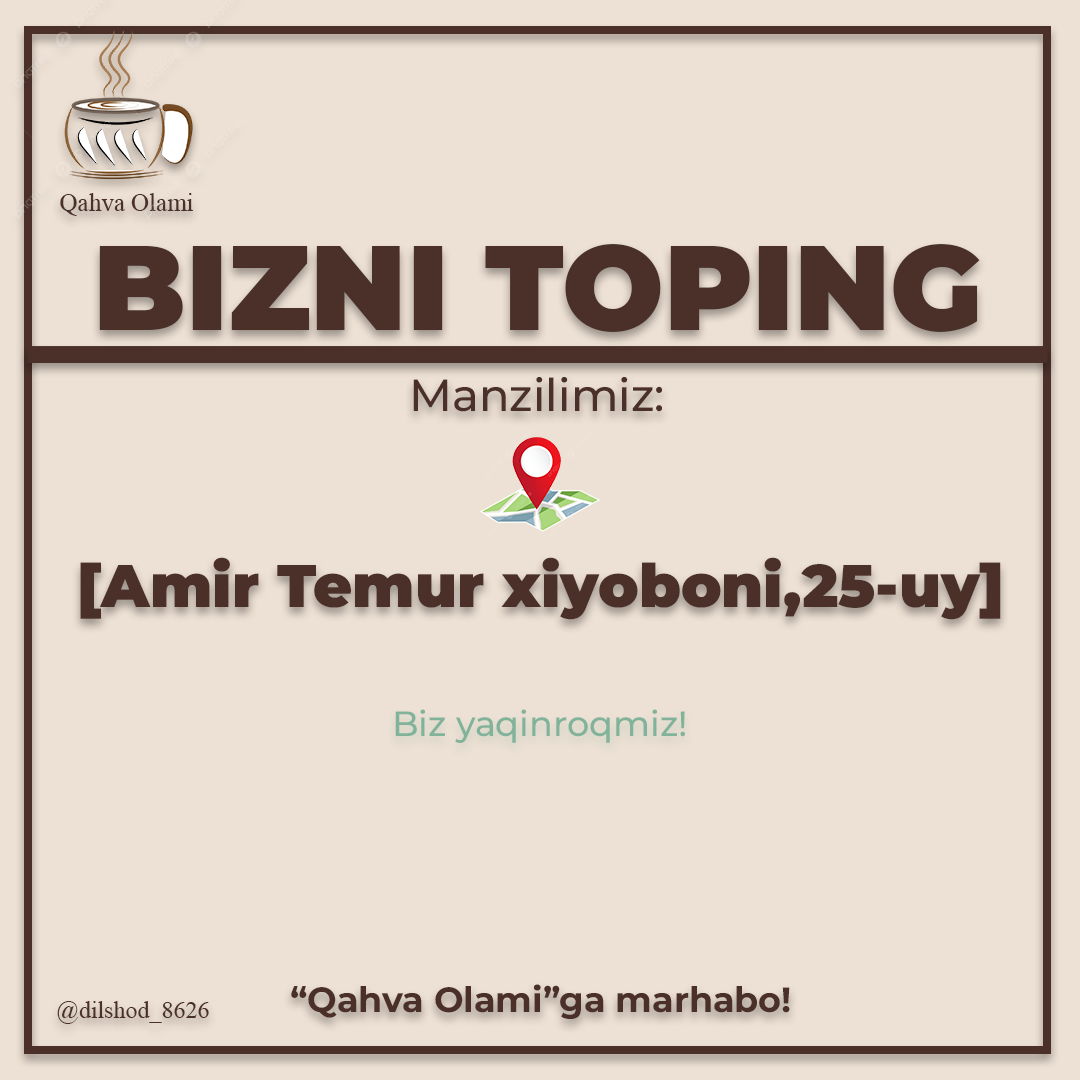 Qahva Olami
BIZNI TOPING
Manzilimiz:
[Amir Temur xiyoboni,25-uy]
Biz yaqinroqmiz!
“Qahva Olami”ga marhabo!
@dilshod_8626